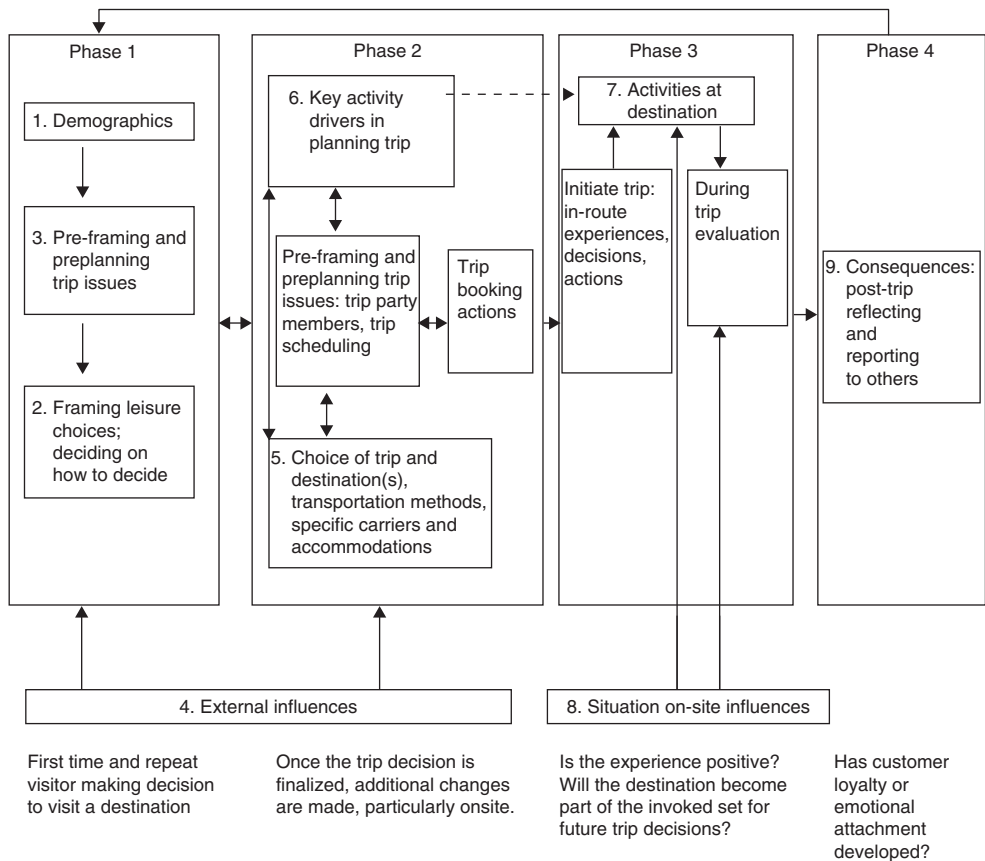 Phase 1
1. Demographics
3. Pre-framing and
preplanning
trip issues
2. Framing leisure
choices;
deciding on
how to decide
Phase 2
6. Key activity
drivers in
planning trip
Pre-framing and
preplanning trip
issues: trip party
members, trip
scheduling
Trip
booking
actions
5. Choice of trip and
destination(s),
transportation methods,
specific carriers and
accommodations
Phase 3
7. Activities at
destination
Initiate trip:
in-route
experiences,
decisions,
actions
During
trip
evaluation
Phase 4
9. Consequences:
post-trip
reflecting
and
reporting
to others
4. External influences
8. Situation on-site influences
First time and repeat
visitor making decision
to visit a destination
Once the trip decision is
finalized, additional changes
are made, particularly onsite.
Is the experience positive?
Will the destination become
part of the invoked set for
future trip decisions?
Has customer
loyalty or
emotional
attachment
developed?